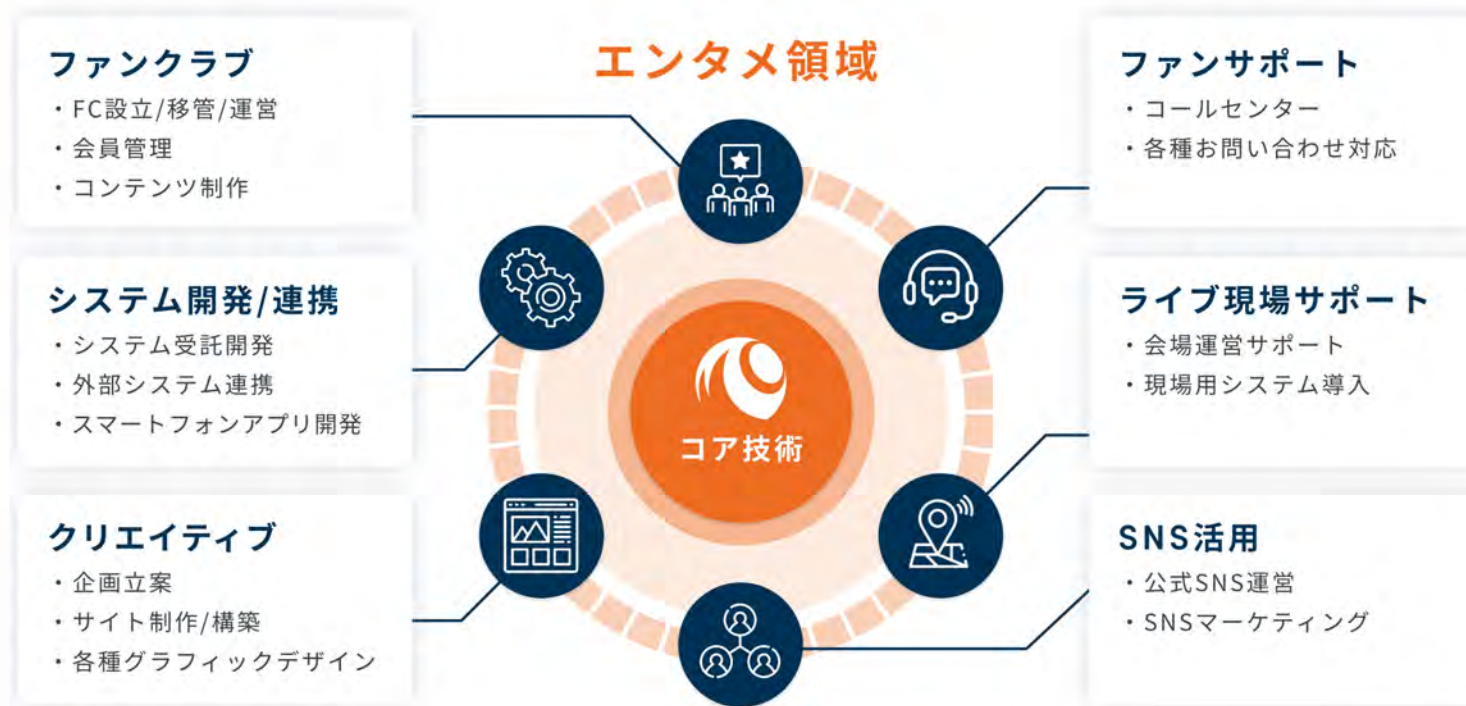 エンタメ領域
ファンクラブ
・FC設立/移管/運営
・会員管理
・コンテンツ制作
システム開発/連携
・システム受託開発
・外部システム連携
・スマートフォンアプリ開発
クリエイティブ
・企画立案
・サイト制作/構築
・各種グラフィックデザイン
コア技術
ファンサポート
・コールセンター
・各種お問い合わせ対応
ライブ現場サポート
・会場運営サポート
・現場用システム導入
SNS活用
・公式SNS運営
・SNSマーケティング